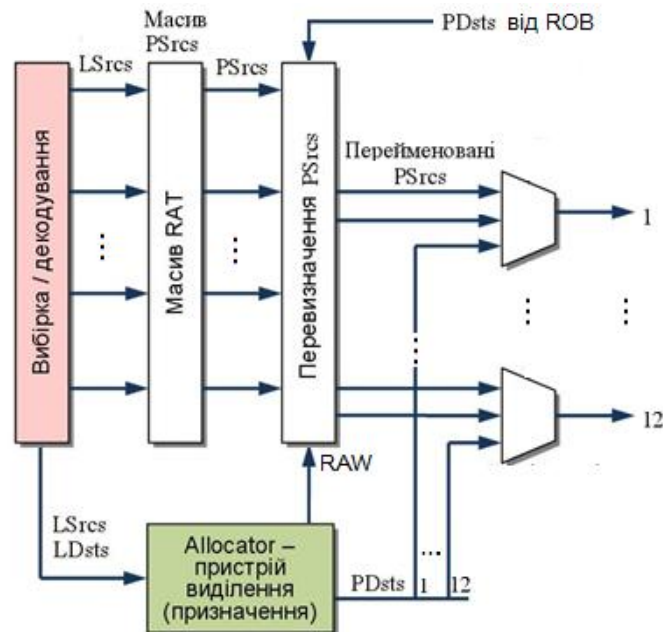 PDsts від ROB
Масив
PSrcs
LSrcs
PSrcs
Вибірка / декодування
Масив RAT
Перевизначення PSrcs
Перейменовані
PSrcs
1
12
RAW
LSrcs
LDsts
Allocator –
пристрій
виділення
(призначення)
PDsts
1
...
12